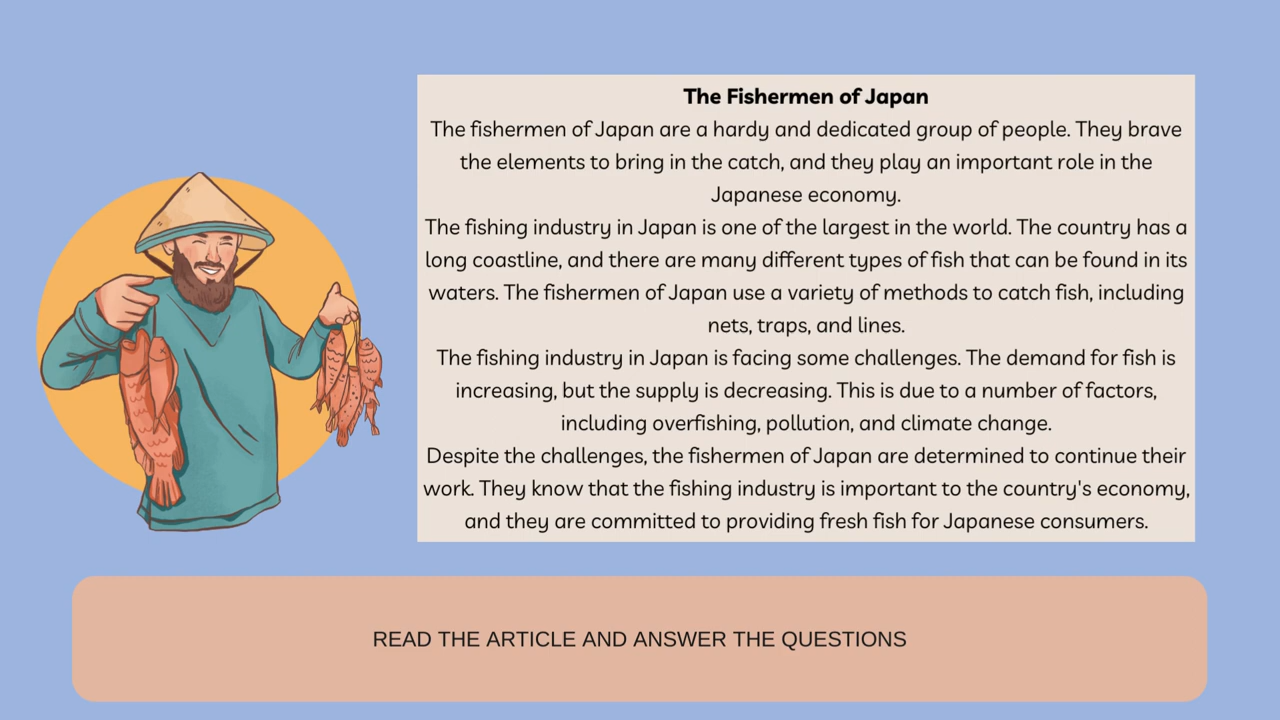 The Fishermen of Japan
The fishermen of Japan are a hardy and dedicated group of people. They brave
the elements to bring in the catch, and they play an important role in the
Japanese economy.
The fishing industry in Japan is one of the largest in the world. The country has a
long coastline, and there are many different types of fish that can be found in its
waters. The fishermen of Japan use a variety of methods to catch fish, including
nets, traps, and lines.
The fishing industry in Japan is facing some challenges. The demand for fish is
increasing, but the supply is decreasing. This is due to a number of factors,
including overfishing, pollution, and climate change.
Despite the challenges, the fishermen of Japan are determined to continue their
work. They know that the fishing industry is important to the country's economy,
and they are committed to providing fresh fish for Japanese consumers.
READ THE ARTICLE AND ANSWER THE QUESTIONS